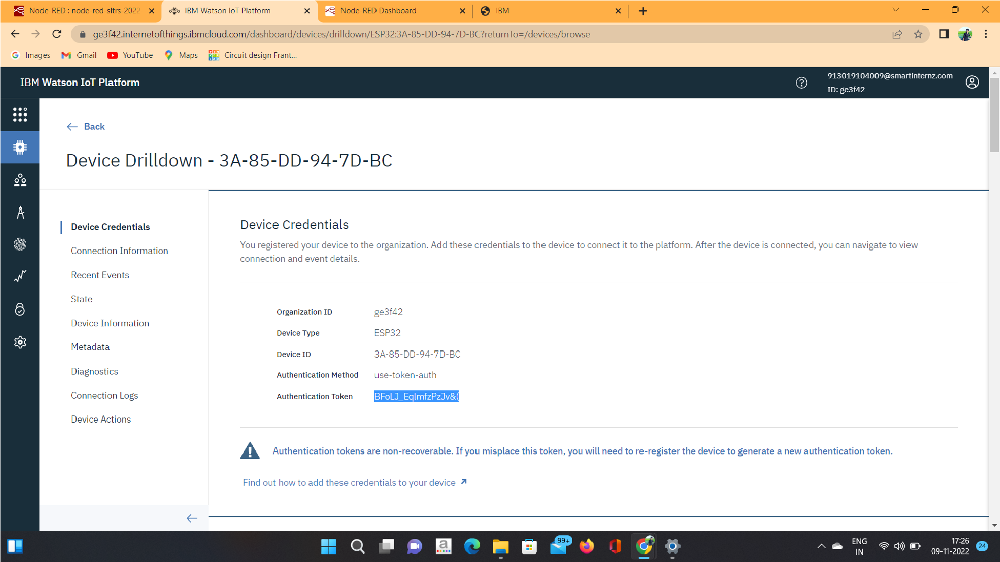 Node-RED : node-red-sltrs-2022-
IBM Watson IoT Platform
Node-RED Dashboard
IBM
ge3f42.internetofthings.ibmcloud.com/dashboard/devices/drilldown/ESP32:3A-85-DD-94-7D-BC?returnTo=/devices/browse
Images
Gmail
YouTube
Maps
Circuit design Frant...
IBM Watson IoT Platform
913019104009@smartinternz.com
ID: ge3f42
Back
Device Drilldown - 3A-85-DD-94-7D-BC
Device Credentials
Connection Information
Recent Events
State
Device Information
Metadata
Diagnostics
Connection Logs
Device Actions
Device Credentials
You registered your device to the organization. Add these credentials to the device to connect it to the platform. After the device is connected, you can navigate to view
connection and event details.
Organization ID ge3f42
Device Type ESP32
Device ID 3A-85-DD-94-7D-BC
Authentication Method use-token-auth
Authentication Token BFoLJ_EqlmfzPzJv&(
Authentication tokens are non-recoverable. If you misplace this token, you will need to re-register the device to generate a new authentication token.
Find out how to add these credentials to your device
99+
ENG
IN
17:26
09-11-2022
24